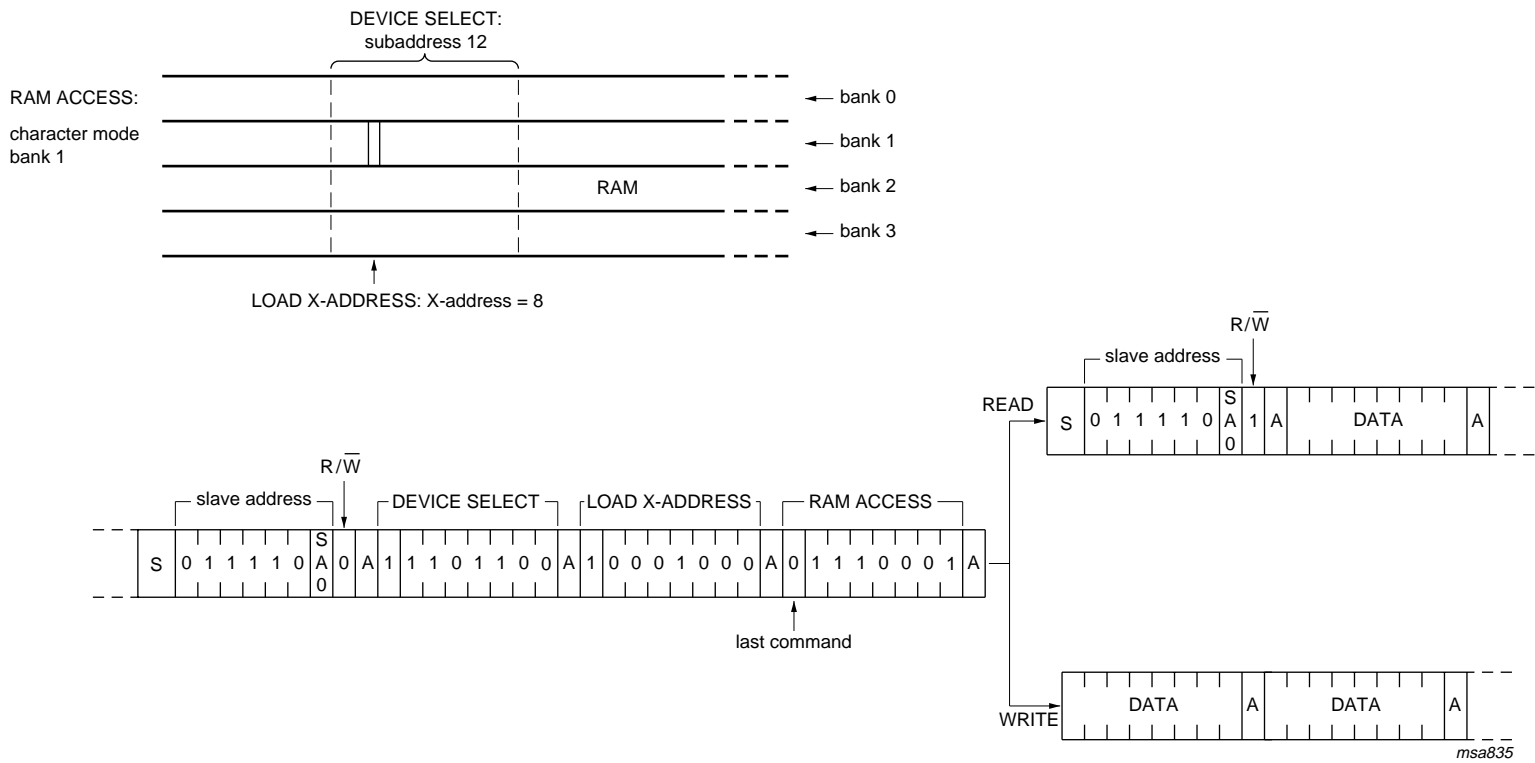 DEVICE SELECT:
subaddress 12
RAM ACCESS:
bank 0
character mode
bank 1
bank 1
RAM
bank 2
bank 3
LOAD X-ADDRESS: X-address = 8
R/W̅
slave address
READ
S 0 1 1 1 1 0 S A 0 1 A DATA A
R/W̅
slave address DEVICE SELECT LOAD X-ADDRESS RAM ACCESS
S 0 1 1 1 1 0 S A 0 0 A 1 1 1 0 1 1 0 0 A 1 0 0 0 1 0 0 0 A 0 1 1 1 0 0 0 1 A
last command
DATA A DATA A
WRITE
msa835